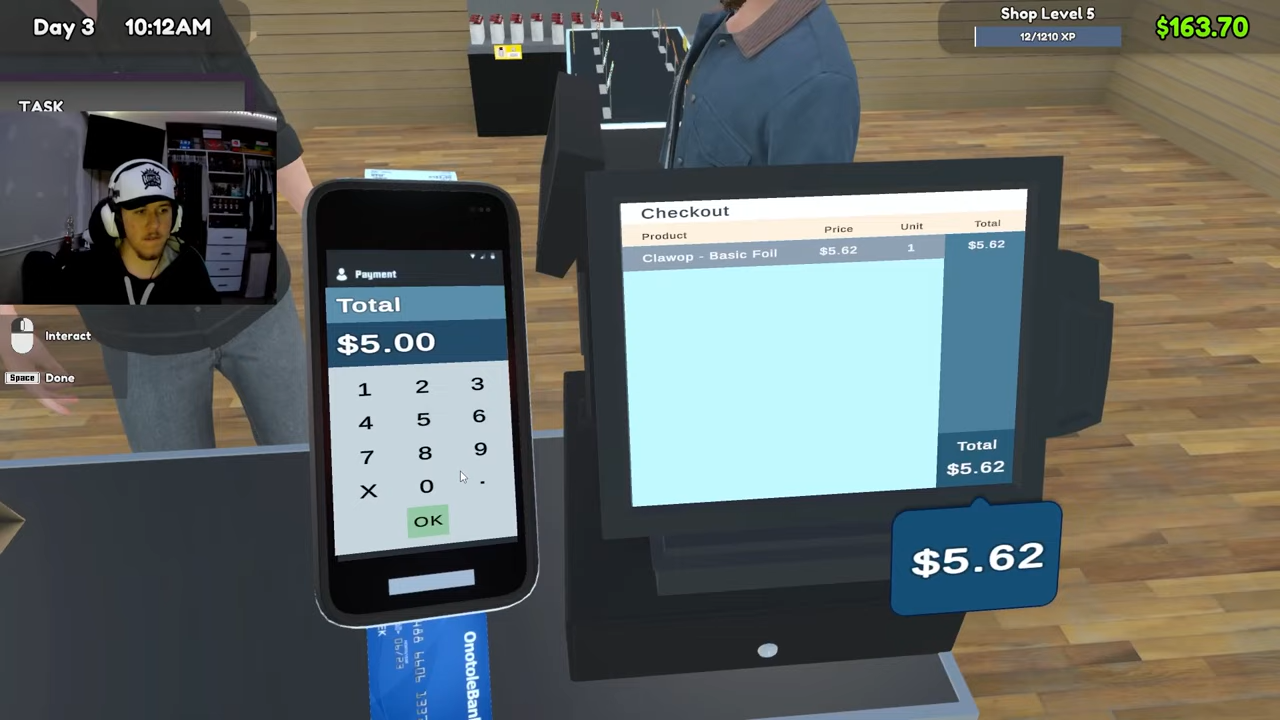 Day 3 10:12AM
Shop Level 5
12/1210 XP
$163.70
TASK
Interact
Space Done
Payment
Total
$5.00
1 2 3
4 5 6
7 8 9
X 0 .
OK
Checkout
Product Price Unit Total
Clawop - Basic Foil $5.62 1 $5.62
Total
$5.62
$5.62
OnotoleBank